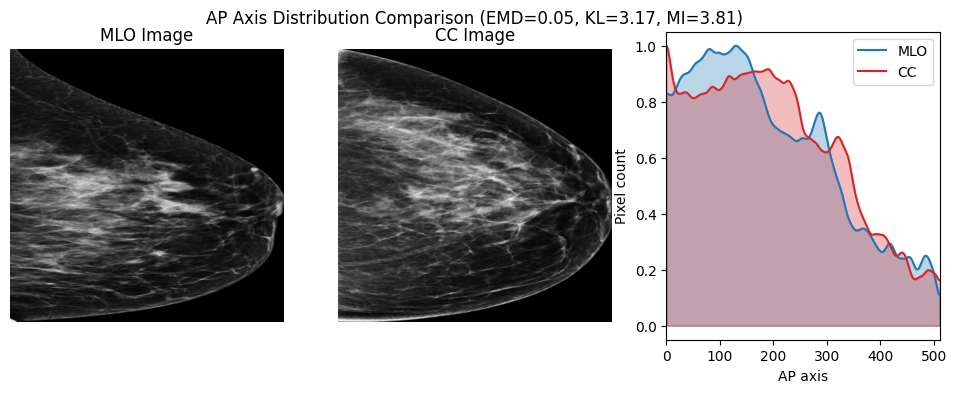 AP Axis Distribution Comparison (EMD=0.05, KL=3.17, MI=3.81)
MLO Image
CC Image
MLO
CC
Pixel count
1.0
0.8
0.6
0.4
0.2
0.0
0 100 200 300 400 500
AP axis